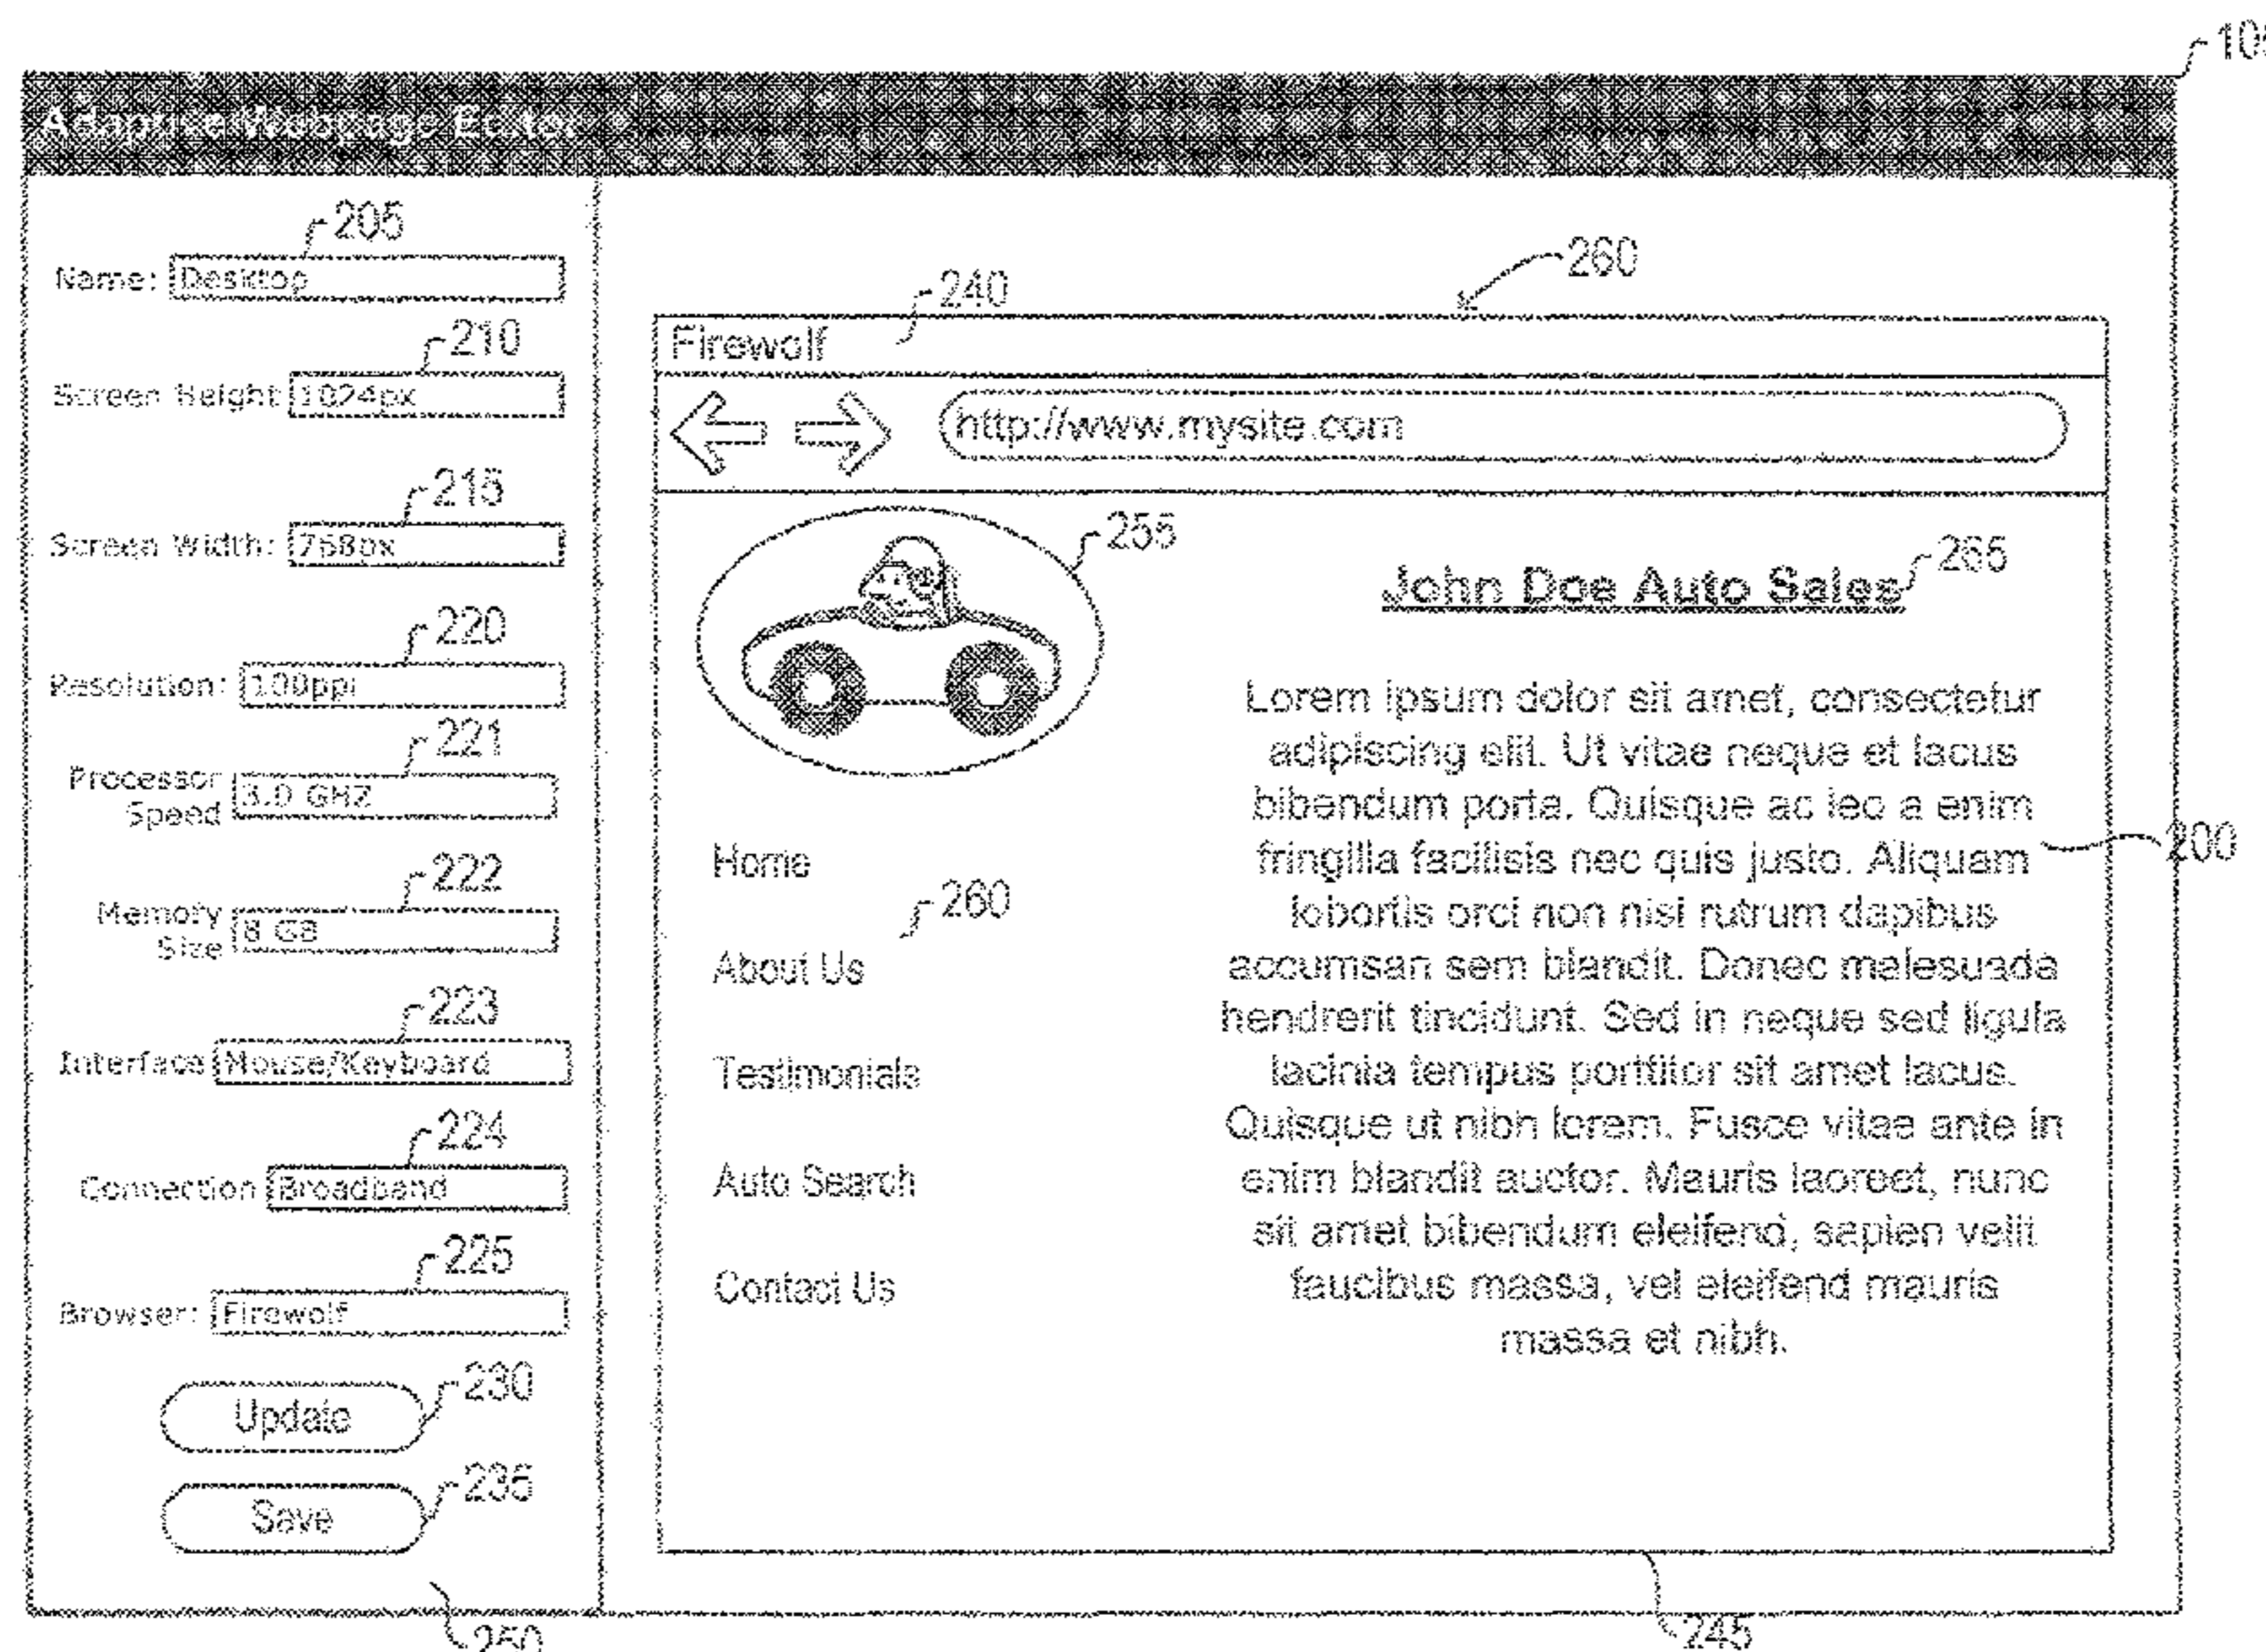 Adaptive Webpage Editor
205
Name: Desktop
210
Screen Height 1024px
215
Screen Width: 768px
220
Resolution: 100ppi
221
Processor Speed 3.0 GHZ
222
Memory Size 8 GB
223
Interface Mouse/Keyboard
224
Connection Broadband
225
Browser: Firewolf
230
Update
235
Save
250
260
240
Firewolf
http://www.mysite.com
255
265
John Doe Auto Sales
Home
260
About Us
Testimonials
Auto Search
Contact Us
Lorem ipsum dolor sit amet, consectetur
adipiscing elit. Ut vitae neque et lacus
bibendum porta. Quisque ac leo a enim
fringilla facilisis nec quis justo. Aliquam
200
lobortis orci non nisl rutrum dapibus
accumsan sem blandit. Donec malesuada
hendrerit tincidunt. Sed in neque sed ligula
lacinia tempus porttitor sit amet lacus.
Quisque ut nibh lorem. Fusce vitae ante in
enim blandit auctor. Mauris laoreet, nunc
sit amet bibendum eleifend, sapien velit
faucibus massa, vel eleifend mauris
massa et nibh.
245